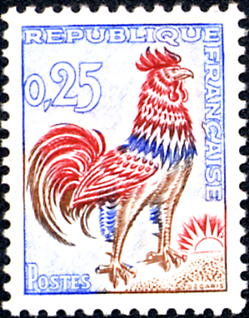 REPUBLIQUE
FRANÇAISE
0,25
POSTES
DECARIS